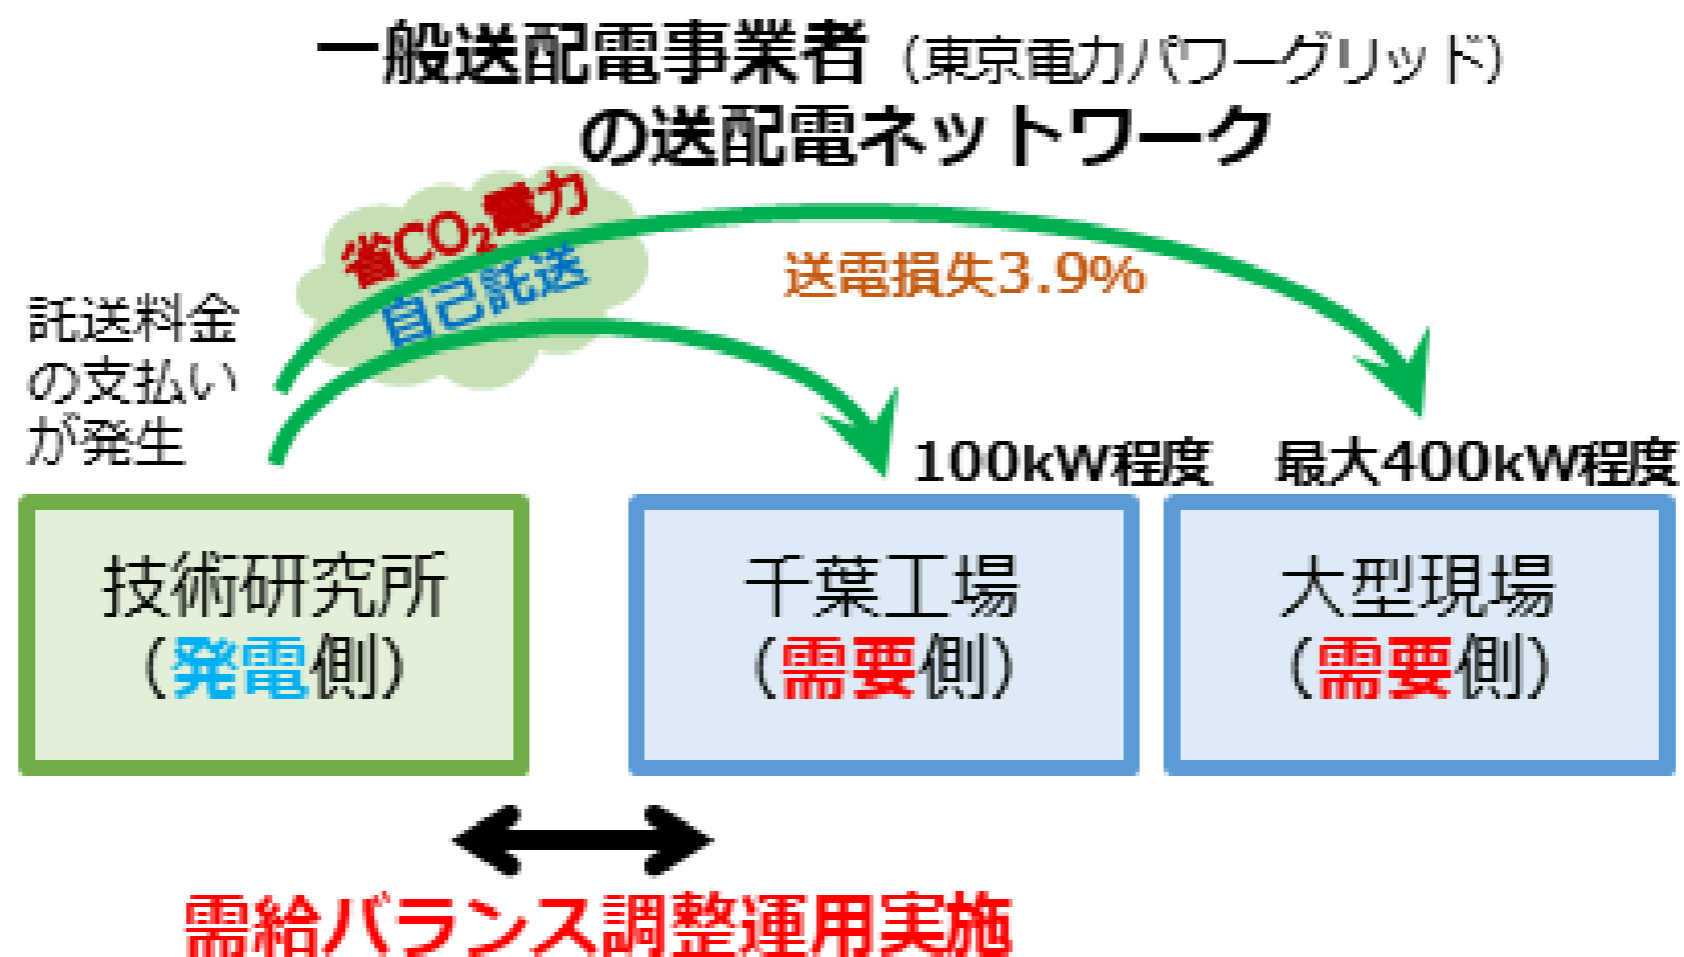 一般送配電事業者（東京電力パワーグリッド）
の送配電ネットワーク
省CO₂電力
自己託送
送電損失3.9%
託送料金
の支払い
が発生
100kW程度
最大400kW程度
技術研究所
（発電側）
千葉工場
（需要側）
大型現場
（需要側）
需給バランス調整運用実施